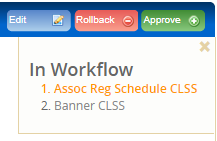 Edit Rollback Approve
In Workflow
1. Assoc Reg Schedule CLSS
2. Banner CLSS